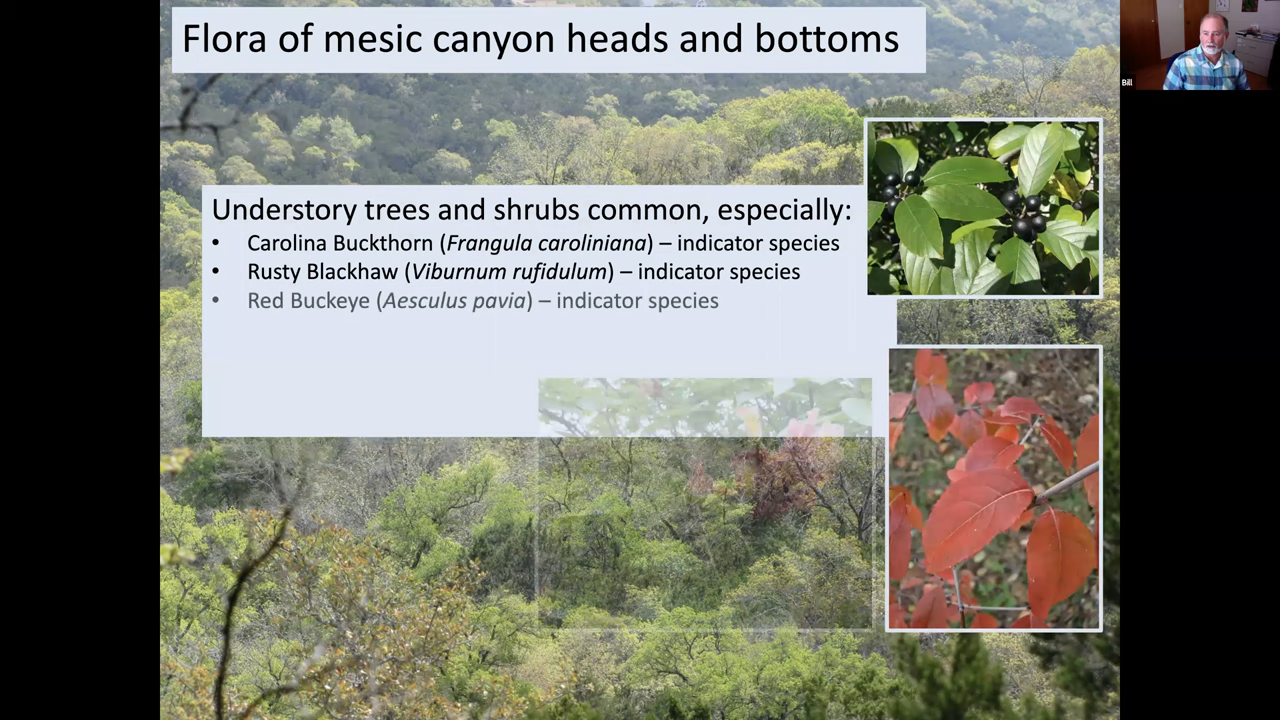 Flora of mesic canyon heads and bottoms
Bill
Understory trees and shrubs common, especially:
• Carolina Buckthorn (Frangula caroliniana) – indicator species
• Rusty Blackhaw (Viburnum rufidulum) – indicator species
• Red Buckeye (Aesculus pavia) – indicator species